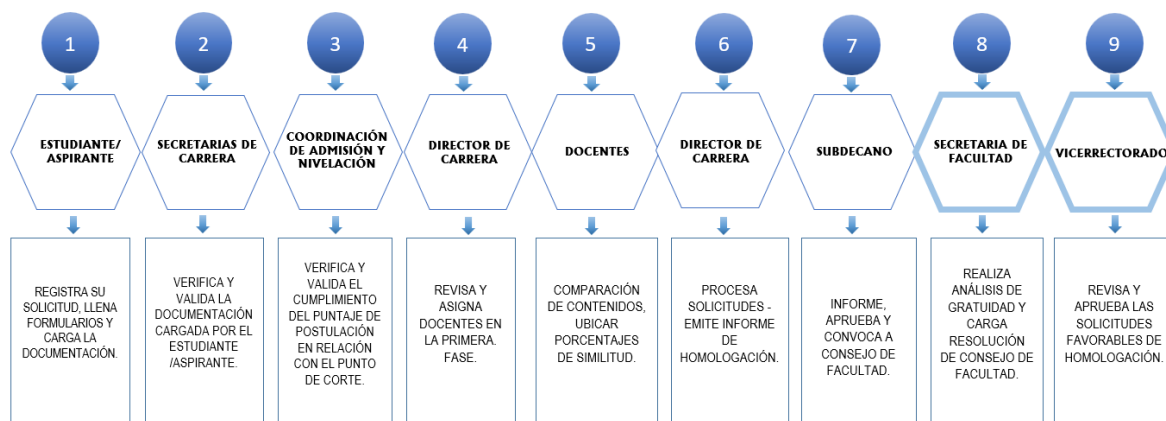 1
2
3
4
5
6
7
8
9
ESTUDIANTE/
ASPIRANTE
SECRETARIAS DE
CARRERA
COORDINACIÓN
DE ADMISIÓN Y
NIVELACIÓN
DIRECTOR DE
CARRERA
DOCENTES
DIRECTOR DE
CARRERA
SUBDECANO
SECRETARIA DE
FACULTAD
VICERRECTORADO
REGISTRA SU
SOLICITUD, LLENA
FORMULARIOS Y
CARGA LA
DOCUMENTACIÓN.
VERIFICA Y
VALIDA LA
DOCUMENTACIÓN
CARGADA POR EL
ESTUDIANTE
/ASPIRANTE.
VERIFICA Y
VALIDA EL
CUMPLIMIENTO
DEL PUNTAJE DE
POSTULACIÓN
EN RELACIÓN
CON EL PUNTO
DE CORTE.
REVISA Y
ASIGNA
DOCENTES EN
LA PRIMERA.
FASE.
COMPARACIÓN
DE CONTENIDOS,
UBICAR
PORCENTAJES
DE SIMILITUD.
PROCESA
SOLICITUDES -
EMITE INFORME
DE
HOMOLOGACIÓN.
INFORME,
APRUEBA Y
CONVOCA A
CONSEJO DE
FACULTAD.
REALIZA
ANÁLISIS DE
GRATUIDAD Y
CARGA
RESOLUCIÓN
DE CONSEJO DE
FACULTAD.
REVISA Y
APRUEBA LAS
SOLICITUDES
FAVORABLES DE
HOMOLOGACIÓN.